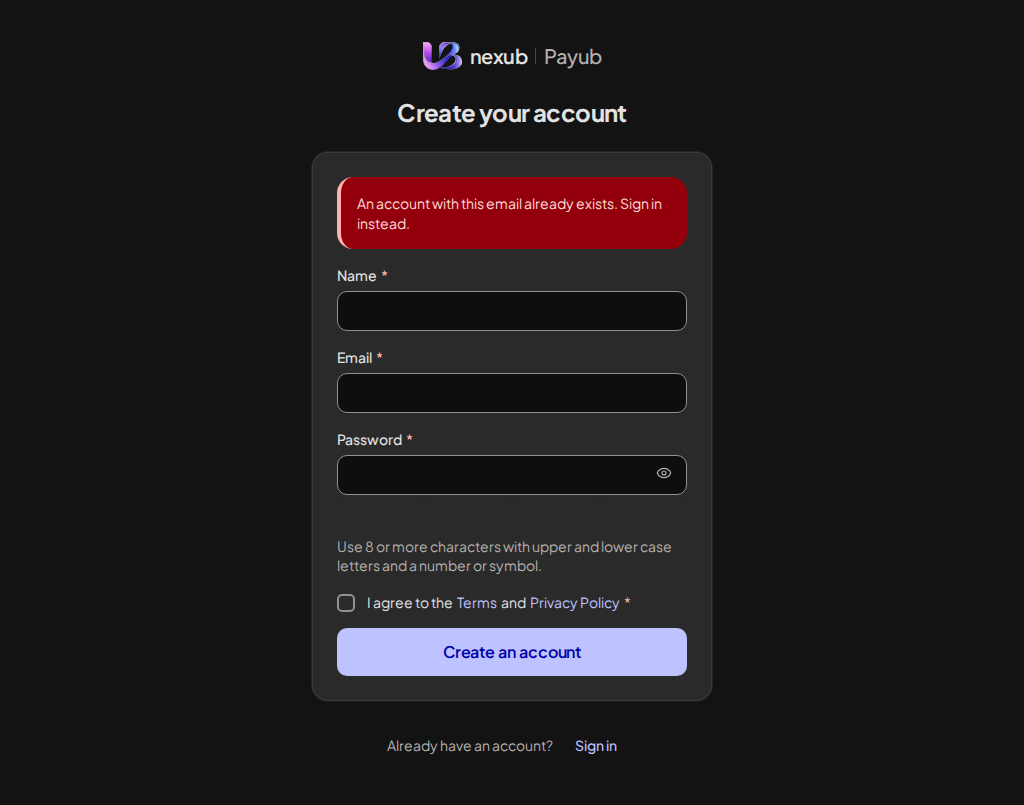 nexub | Payub
Create your account
An account with this email already exists. Sign in
instead.
Name *
Email *
Password *
Use 8 or more characters with upper and lower case
letters and a number or symbol.
I agree to the Terms and Privacy Policy *
Create an account
Already have an account? Sign in